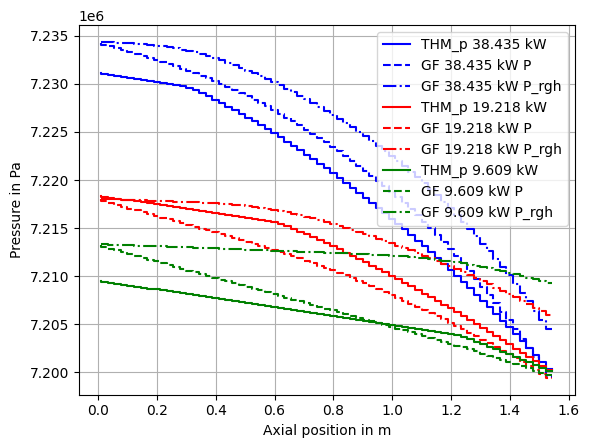 1e6
7.235
7.230
7.225
7.220
7.215
7.210
7.205
7.200
Pressure in Pa
THM_p 38.435 kW
GF 38.435 kW P
GF 38.435 kW P_rgh
THM_p 19.218 kW
GF 19.218 kW P
GF 19.218 kW P_rgh
THM_p 9.609 kW
GF 9.609 kW P
GF 9.609 kW P_rgh
0.0 0.2 0.4 0.6 0.8 1.0 1.2 1.4 1.6
Axial position in m